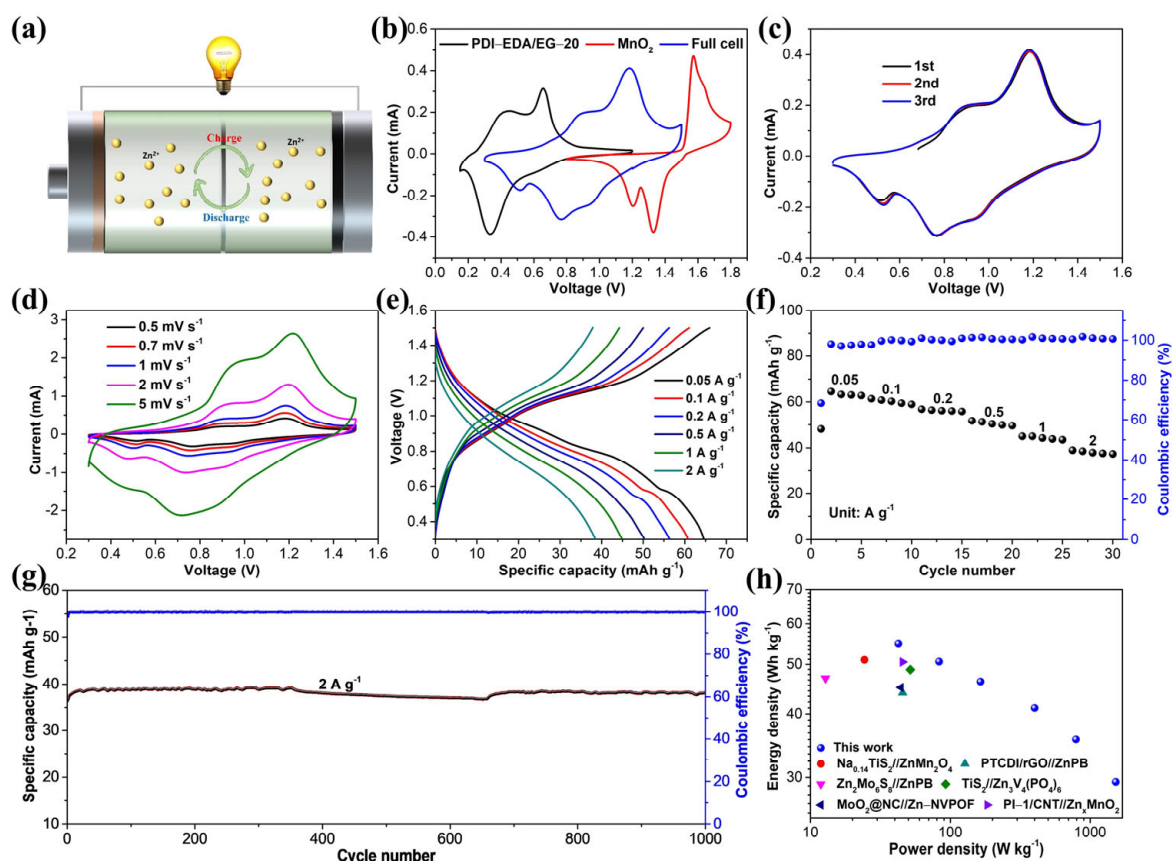 (a)
Zn2+
Charge
Zn2+
Discharge
(b)
PDI–EDA/EG–20
MnO2
Full cell
Current (mA)
0.4
0.2
0.0
-0.2
-0.4
0.0 0.2 0.4 0.6 0.8 1.0 1.2 1.4 1.6 1.8
Voltage (V)
(c)
1st
2nd
3rd
Current (mA)
0.4
0.2
0.0
-0.2
-0.4
0.4 0.6 0.8 1.0 1.2 1.4 1.6
Voltage (V)
(d)
0.5 mV s-1
0.7 mV s-1
1 mV s-1
2 mV s-1
5 mV s-1
Current (mA)
3
2
1
0
-1
-2
0.2 0.4 0.6 0.8 1.0 1.2 1.4 1.6
Voltage (V)
(e)
0.05 A g-1
0.1 A g-1
0.2 A g-1
0.5 A g-1
1 A g-1
2 A g-1
Voltage (V)
1.6
1.4
1.2
1.0
0.8
0.6
0.4
0 10 20 30 40 50 60 70
Specific capacity (mAh g-1)
(f)
Specific capacity (mAh g-1)
100
80
60
40
20
0
0.05
0.1
0.2
0.5
1
2
Unit: A g-1
120
100
80
60
40
20
0
Coulombic efficiency (%)
0 5 10 15 20 25 30
Cycle number
(g)
Specific capacity (mAh g-1)
60
50
40
30
20
10
2 A g-1
100
80
60
40
20
0
Coulombic efficiency (%)
0 200 400 600 800 1000
Cycle number
(h)
Energy density (Wh kg-1)
70
60
50
40
30
This work
Na0.14TiS2//ZnMn2O4
PTCDI/rGO//ZnPB
Zn2Mo6S8//ZnPB
TiS2//Zn3V4(PO4)6
MoO2@NC//Zn–NVPOF
PI–1/CNT//ZnxMnO2
10 100 1000
Power density (W kg-1)